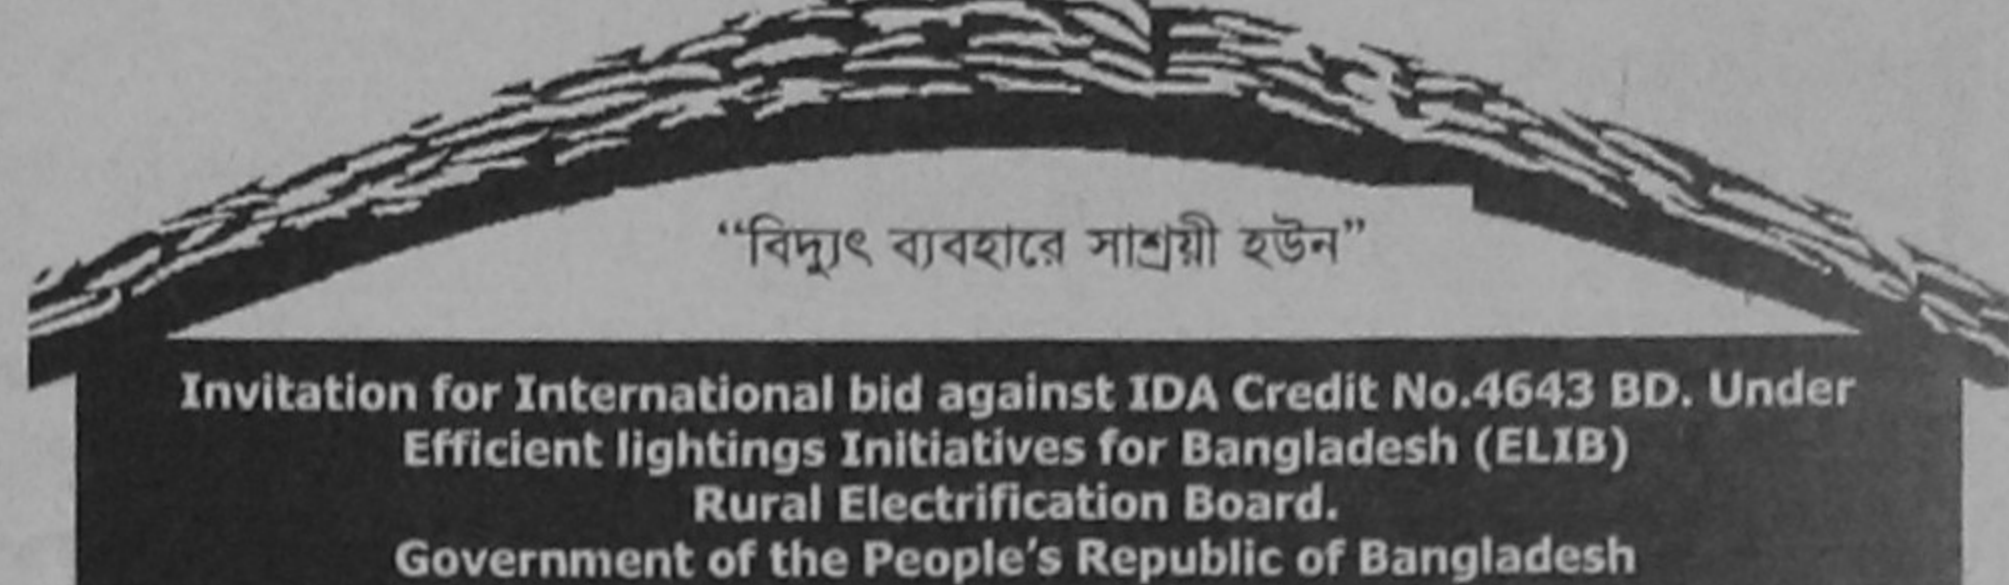 “বিদ্যুৎ ব্যবহারে সাশ্রয়ী হউন”
Invitation for International bid against IDA Credit No.4643 BD. Under
Efficient lightings Initiatives for Bangladesh (ELIB)
Rural Electrification Board.
Government of the People’s Republic of Bangladesh